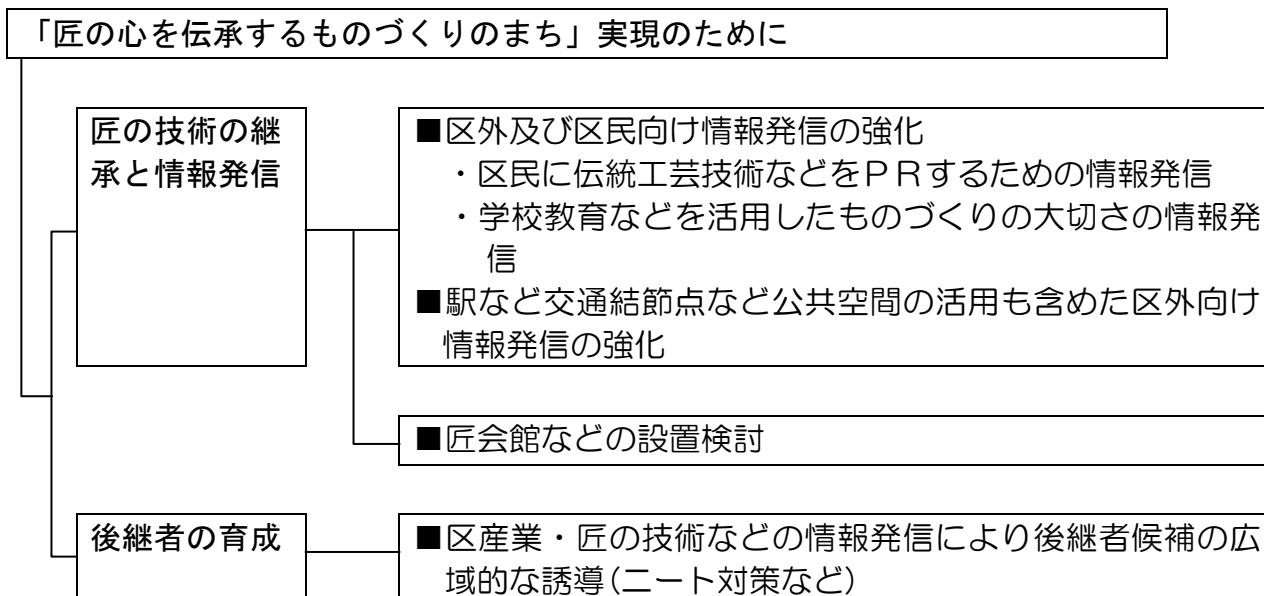 「匠の心を伝承するものづくりのまち」実現のために
匠の技術の継
承と情報発信
■区外及び区民向け情報発信の強化
・区民に伝統工芸技術などをＰＲするための情報発信
・学校教育などを活用したものづくりの大切さの情報発
信
■駅など交通結節点など公共空間の活用も含めた区外向け
情報発信の強化
■匠会館などの設置検討
後継者の育成
■区産業・匠の技術などの情報発信により後継者候補の広
域的な誘導(ニート対策など)